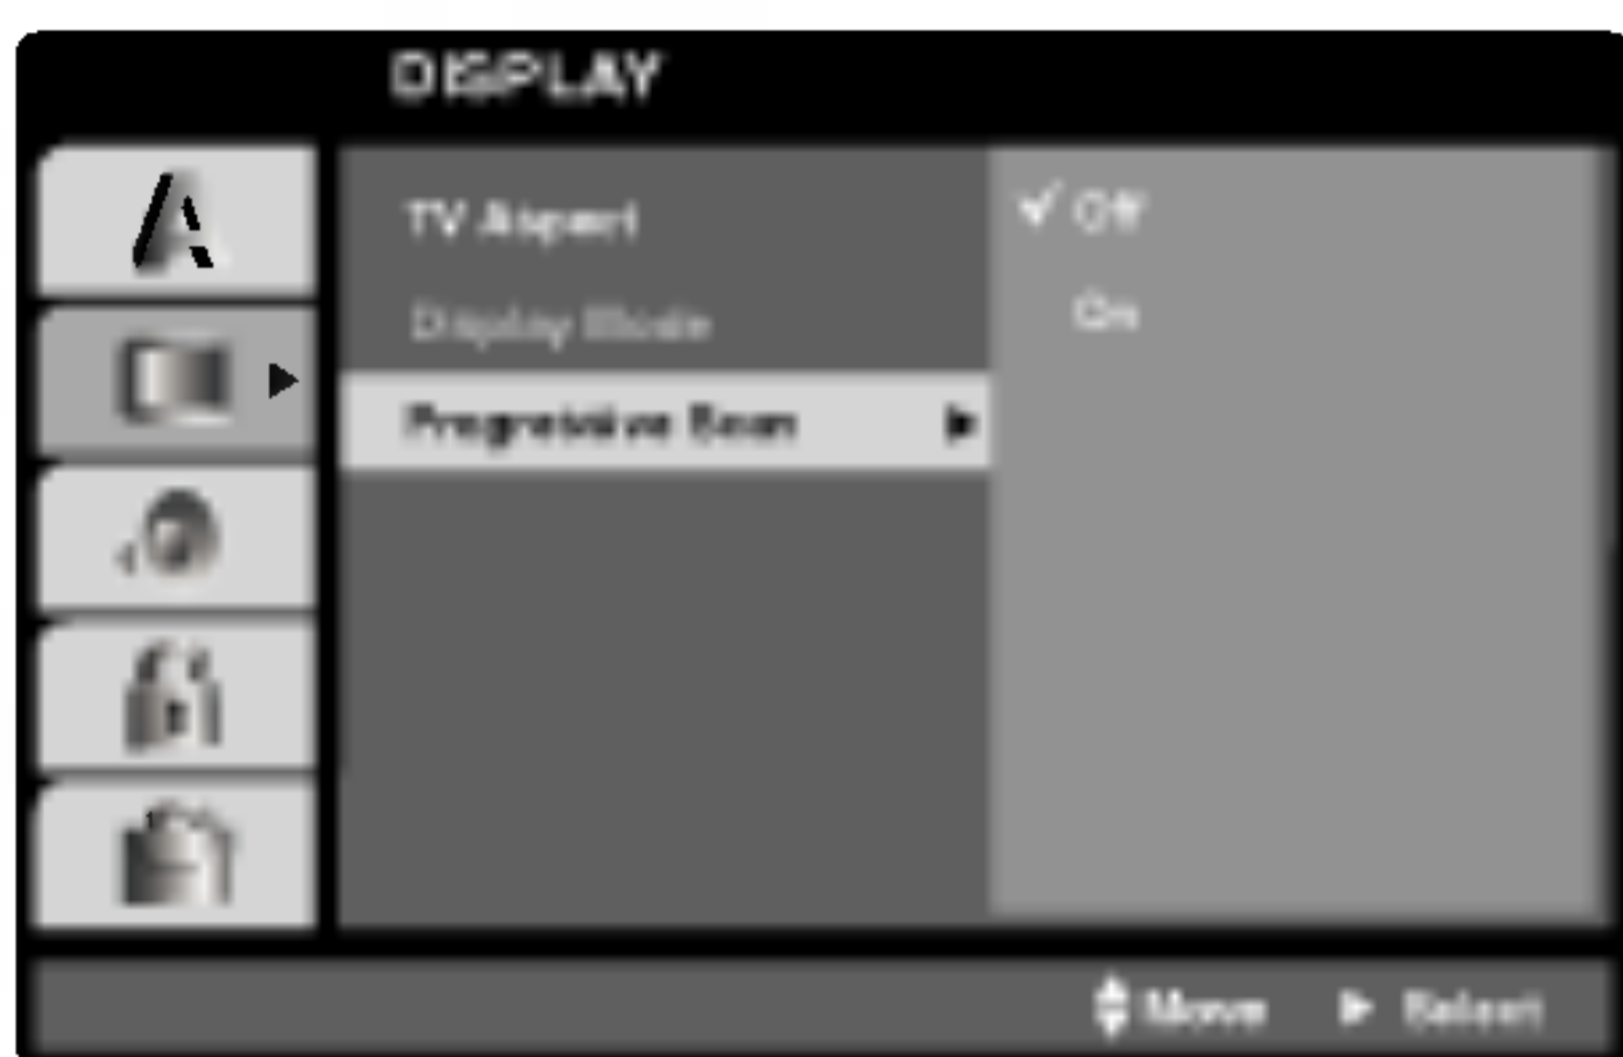 DISPLAY
TV Aspect
Off
Display Mode
On
Progressive Scan
Move Select